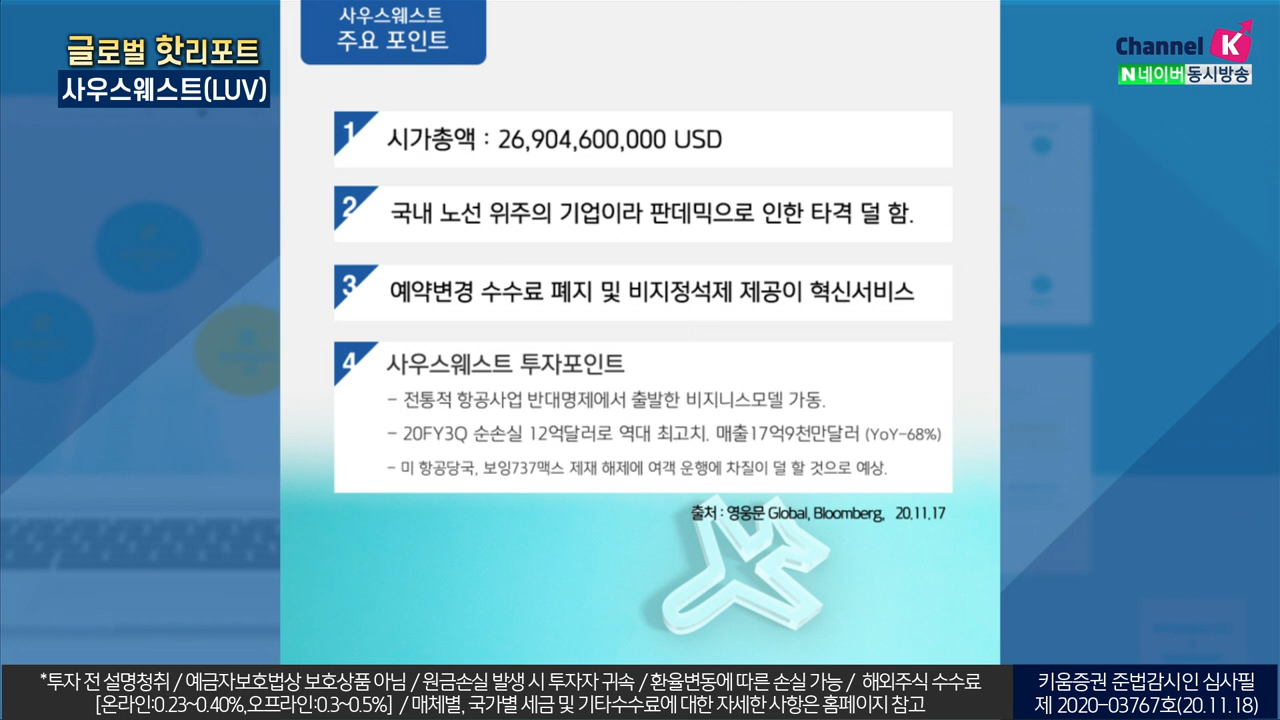 사우스웨스트
주요 포인트
글로벌 핫리포트
사우스웨스트(LUV)
Channel K
N 네이버 동시방송
1 시가총액 : 26,904,600,000 USD
2 국내 노선 위주의 기업이라 판데믹으로 인한 타격 덜 함.
3 예약변경 수수료 폐지 및 비지정석제 제공이 혁신서비스
4 사우스웨스트 투자포인트
- 전통적 항공사업 반대명제에서 출발한 비지니스모델 가동.
- 20FY3Q 순손실 12억달러로 역대 최고치. 매출17억9천만달러 (YoY-68%)
- 미 항공당국, 보잉737맥스 제재 해제에 여객 운행에 차질이 덜 할 것으로 예상.
출처 : 영웅문 Global, Bloomberg, 20.11.17
*투자 전 설명청취 / 예금자보호법상 보호상품 아님 / 원금손실 발생 시 투자자 귀속 / 환율변동에 따른 손실 가능 / 해외주식 수수료
[온라인:0.23~0.40%,오프라인:0.3~0.5%] / 매체별, 국가별 세금 및 기타수수료에 대한 자세한 사항은 홈페이지 참고
키움증권 준법감시인 심사필
제 2020-03767호(20.11.18)